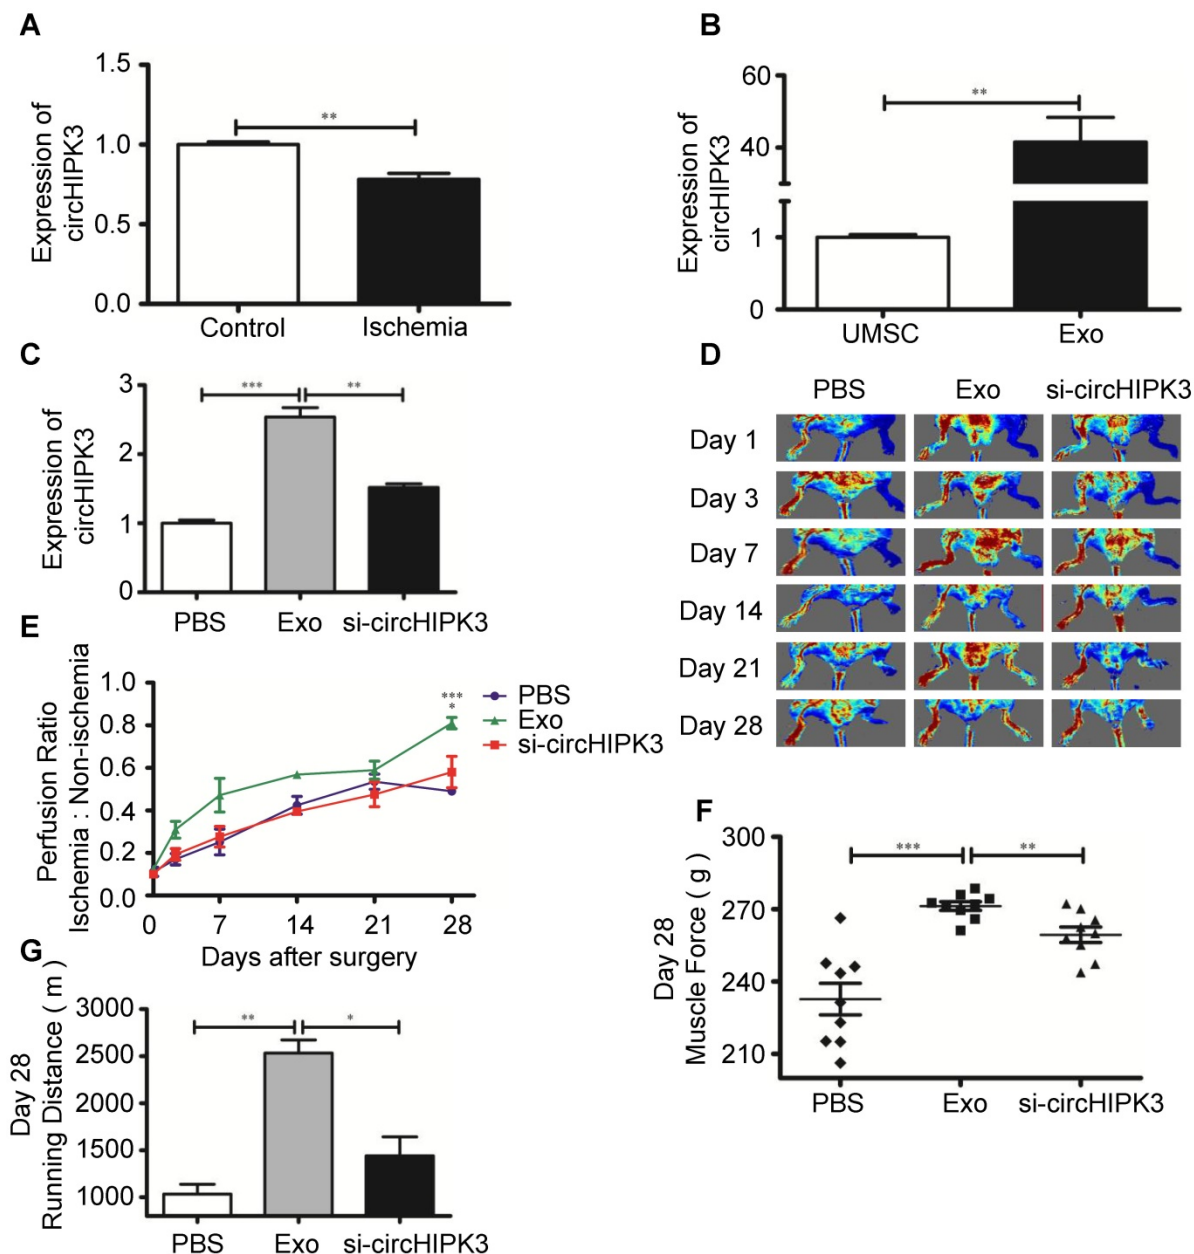 A
Expression of
circHIPK3
1.5
1.0
0.5
0.0
**
Control
Ischemia
B
Expression of
circHIPK3
60
40
1
0
**
UMSC
Exo
C
Expression of
circHIPK3
3
2
1
0
***
**
PBS
Exo
si-circHIPK3
D
PBS
Exo
si-circHIPK3
Day 1
Day 3
Day 7
Day 14
Day 21
Day 28
E
Perfusion Ratio
Ischemia : Non-ischemia
1.0
0.8
0.6
0.4
0.2
0.0
0
7
14
21
28
Days after surgery
***
*
PBS
Exo
si-circHIPK3
F
Day 28
Muscle Force ( g )
300
270
240
210
***
**
PBS
Exo
si-circHIPK3
G
Day 28
Running Distance ( m )
3000
2500
2000
1500
1000
**
*
PBS
Exo
si-circHIPK3